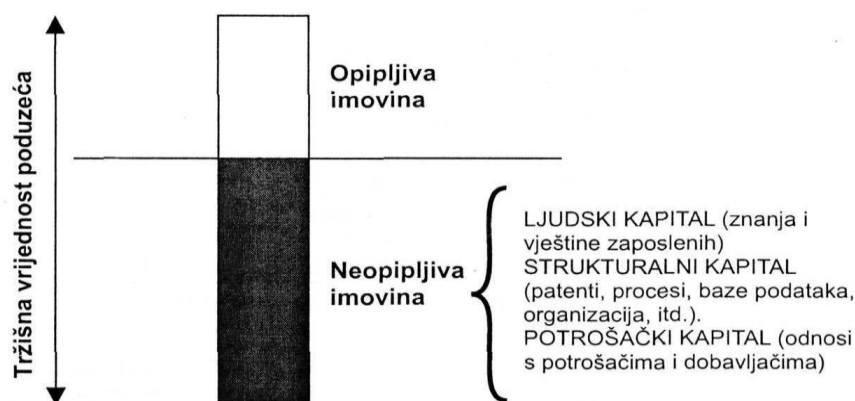 Tržišna vrijednost poduzeća
Opipljiva
imovina
Neopipljiva
imovina
LJUDSKI KAPITAL (znanja i
vještine zaposlenih)
STRUKTURALNI KAPITAL
(patenti, procesi, baze podataka,
organizacija, itd.).
POTROŠAČKI KAPITAL (odnosi
s potrošačima i dobavljačima)